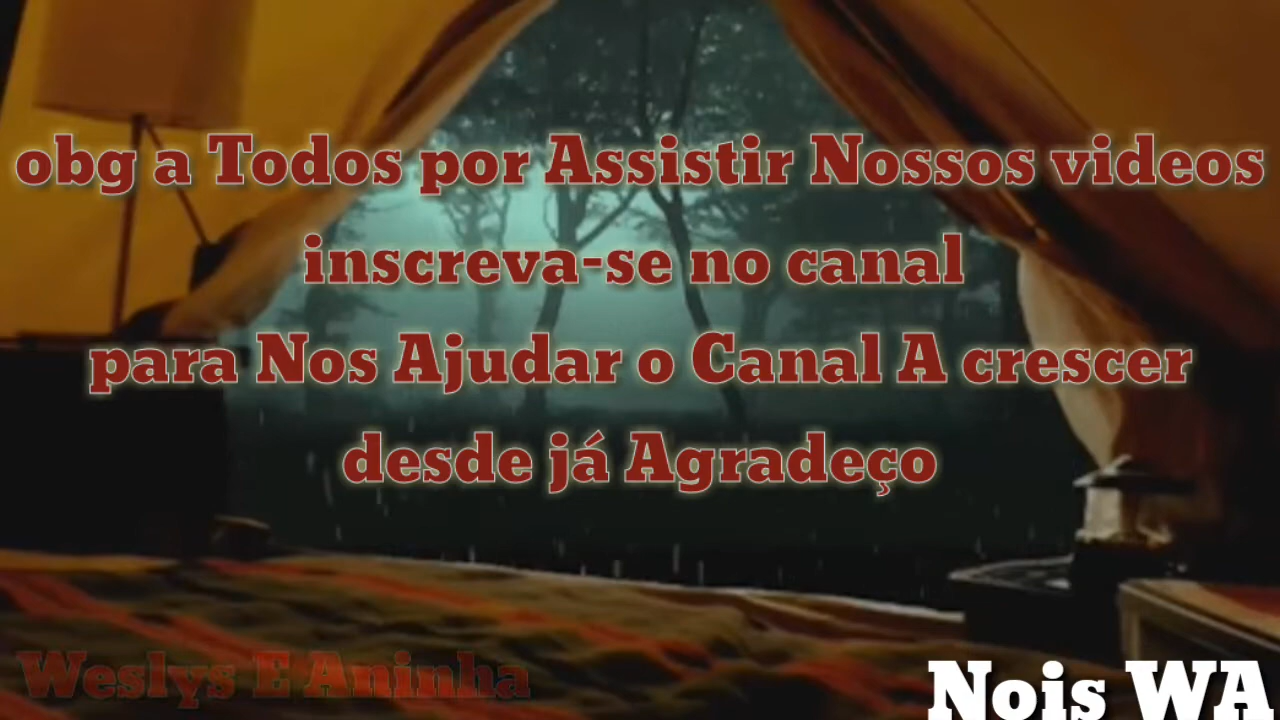 obg a Todos por Assistir Nossos videos
inscreva-se no canal
para Nos Ajudar o Canal A crescer
desde já Agradeço
Weslys E Aninha
Nois WA